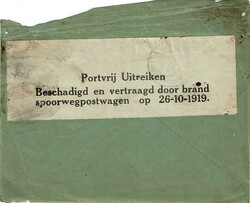 Portvrij Uitreiken
Beschadigd en vertraagd door brand
spoorwegpostwagen op 26-10-1919.